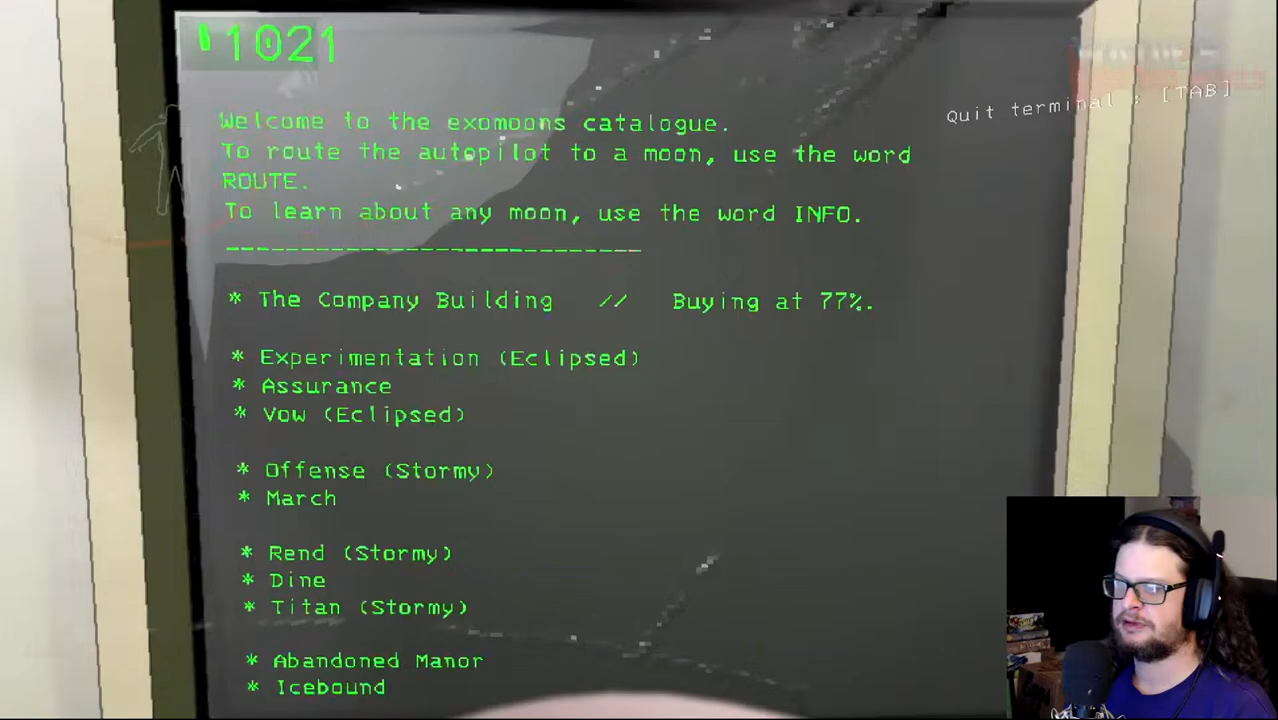 1021
Quit terminal : [TAB]
Welcome to the exomoons catalogue.
To route the autopilot to a moon, use the word
ROUTE.
To learn about any moon, use the word INFO.
* The Company Building // Buying at 77%.
* Experimentation (Eclipsed)
* Assurance
* Vow (Eclipsed)
* Offense (Stormy)
* March
* Rend (Stormy)
* Dine
* Titan (Stormy)
* Abandoned Manor
* Icebound